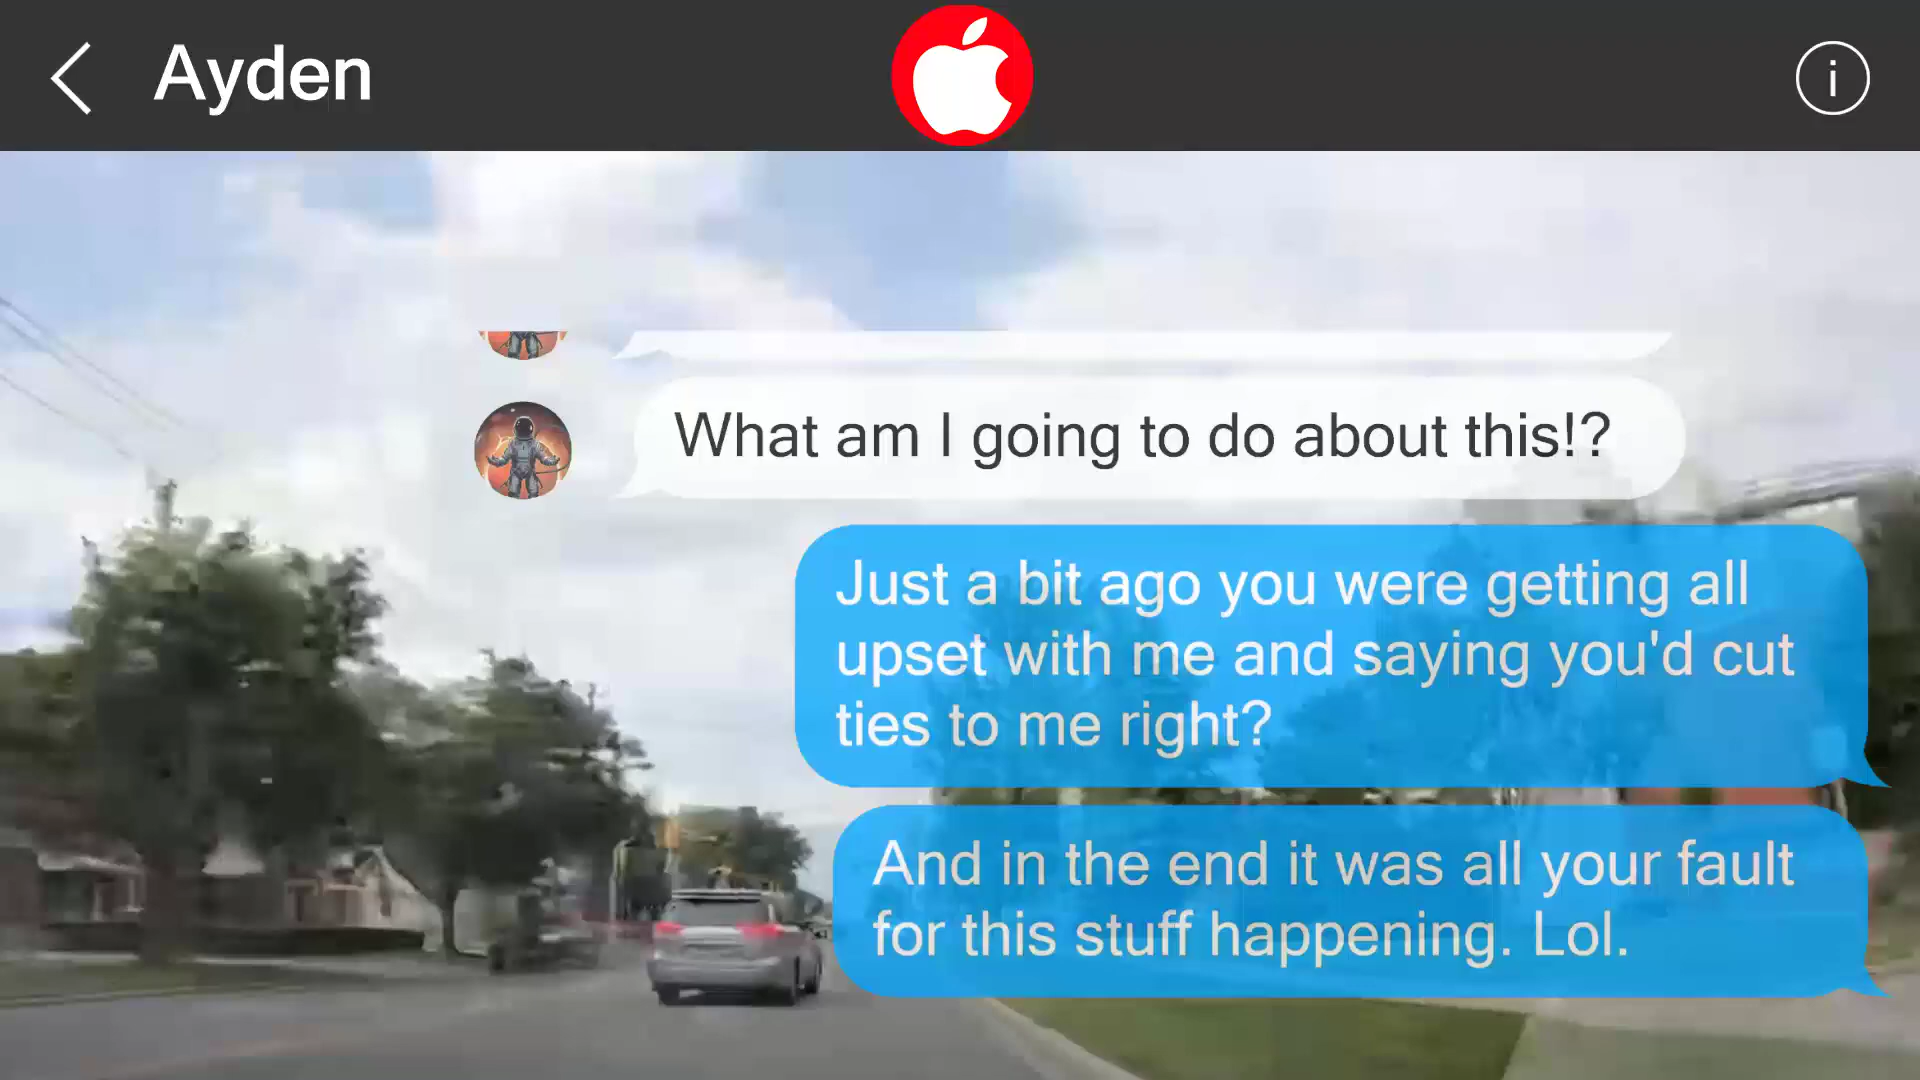 Ayden
i
What am I going to do about this!?
Just a bit ago you were getting all
upset with me and saying you'd cut
ties to me right?
And in the end it was all your fault
for this stuff happening. Lol.